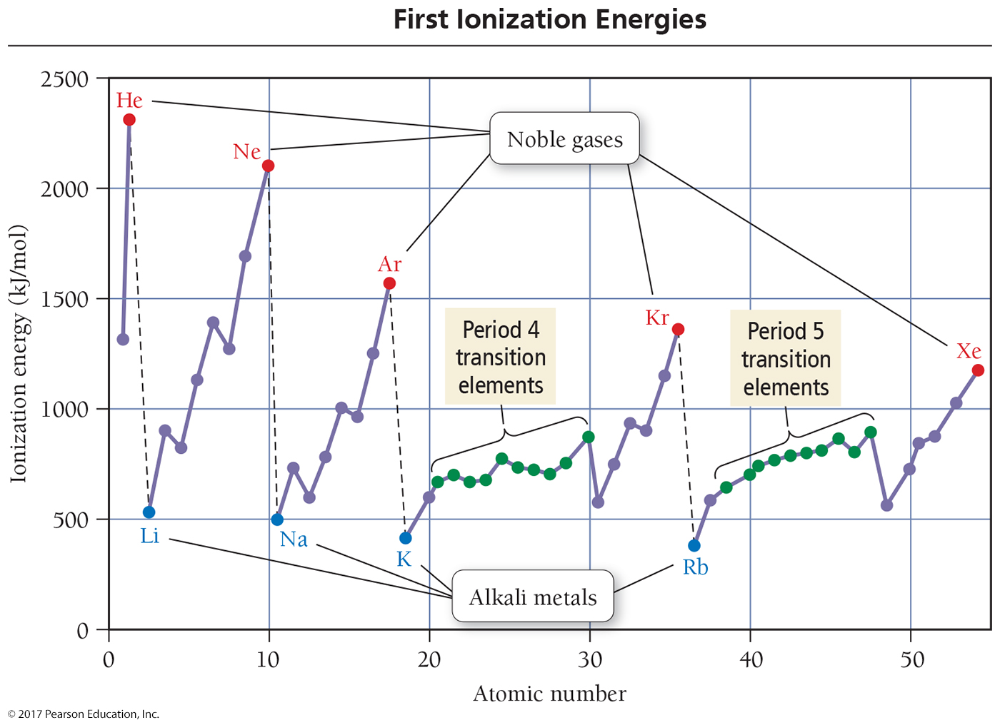 First Ionization Energies
2500
2000
1500
1000
500
0
Ionization energy (kJ/mol)
He
Ne
Noble gases
Ar
Kr
Xe
Period 4
transition
elements
Period 5
transition
elements
Li
Na
K
Rb
Alkali metals
0
10
20
30
40
50
Atomic number
© 2017 Pearson Education, Inc.